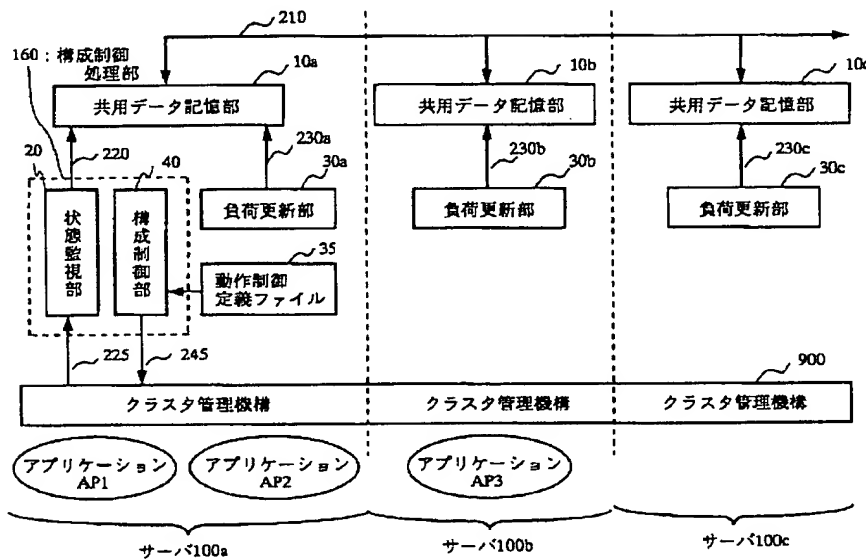 210
160：構成制御
処理部
10a
10b
10c
共用データ記憶部
共用データ記憶部
共用データ記憶部
20
220
40
230a
30a
230b
30b
230c
30c
状態監視部
構成制御部
負荷更新部
負荷更新部
負荷更新部
35
動作制御
定義ファイル
225
245
900
クラスタ管理機構
クラスタ管理機構
クラスタ管理機構
アプリケーション
AP1
アプリケーション
AP2
アプリケーション
AP3
サーバ100a
サーバ100b
サーバ100c